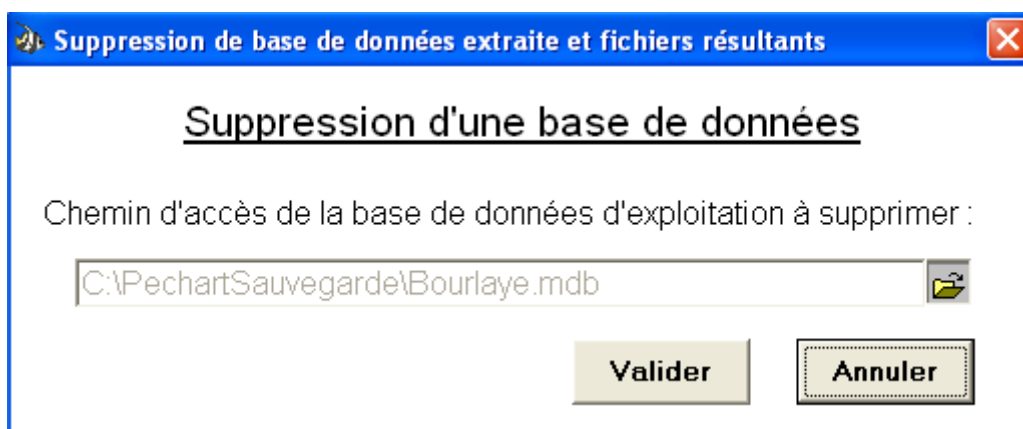 Suppression de base de données extraite et fichiers résultants
Suppression d'une base de données
Chemin d'accès de la base de données d'exploitation à supprimer :
C:\PechartSauvegarde\Bourlaye.mdb
Valider
Annuler